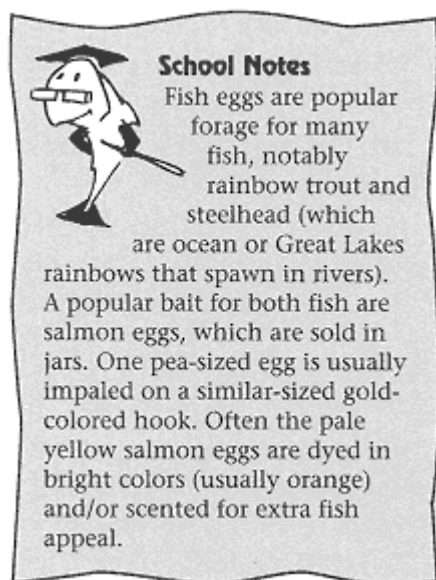 School Notes
Fish eggs are popular
forage for many
fish, notably
rainbow trout and
steelhead (which
are ocean or Great Lakes
rainbows that spawn in rivers).
A popular bait for both fish are
salmon eggs, which are sold in
jars. One pea-sized egg is usually
impaled on a similar-sized gold-
colored hook. Often the pale
yellow salmon eggs are dyed in
bright colors (usually orange)
and/or scented for extra fish
appeal.